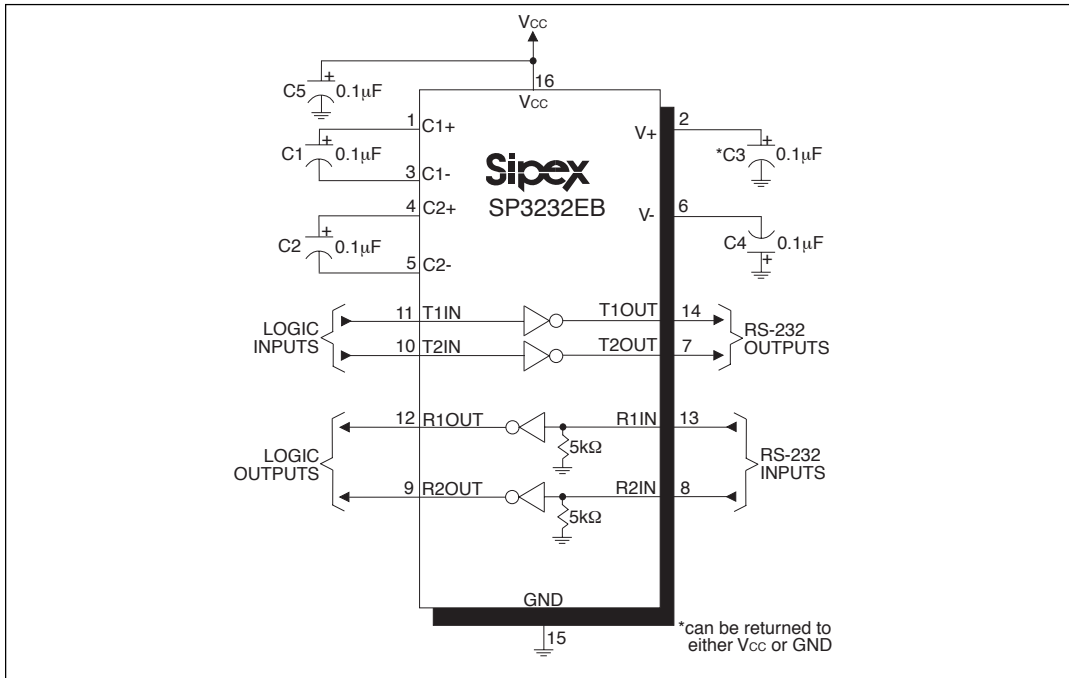 VCC
C5
+
0.1µF
16
VCC
1
C1+
C1
+
0.1µF
3
C1-
4
C2+
C2
+
0.1µF
5
C2-
Sipex
SP3232EB
V+
2
*C3
+
0.1µF
V-
6
C4
0.1µF
+
LOGIC
INPUTS
11 T1IN
T1OUT 14
10 T2IN
T2OUT 7
RS-232
OUTPUTS
LOGIC
OUTPUTS
12 R1OUT
R1IN 13
5kΩ
9 R2OUT
R2IN 8
5kΩ
RS-232
INPUTS
GND
15
*can be returned to
either VCC or GND